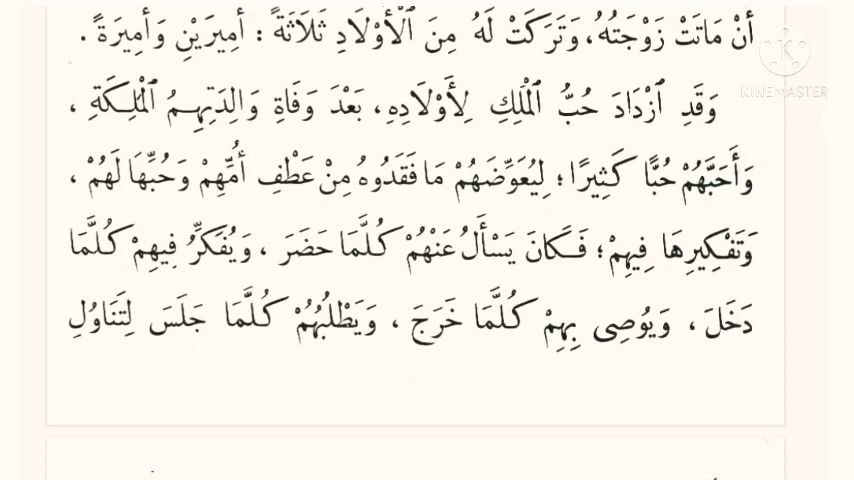 أَنْ مَاتَتْ زَوْجَتُهُ، وَتَرَكَتْ لَهُ مِنَ ٱلْأَوْلَادِ ثَلَاثَةً : أَمِيرَيْنِ وَأَمِيرَةً .
وَقَدِ ٱزْدَادَ حُبُّ ٱلْمَلِكِ لِأَوْلَادِهِ، بَعْدَ وَفَاةِ وَالِدَتِهِمُ ٱلْمَلِكَةِ ،
وَأَحَبَّهُمْ حُبًّا كَثِيرًا ؛ لِيُعَوِّضَهُمْ مَا فَقَدُوهُ مِنْ عَطْفِ أُمِّهِمْ وَحُبِّهَا لَهُمْ ،
وَتَفْكِيرِهَا فِيهِمْ ؛ فَكَانَ يَسْأَلُ عَنْهُمْ كُلَّمَا حَضَرَ ، وَيُفَكِّرُ فِيهِمْ كُلَّمَا
دَخَلَ ، وَيُوصِى بِهِمْ كُلَّمَا خَرَجَ ، وَيَطْلُبُهُمْ كُلَّمَا جَلَسَ لِتَنَاوُلِ
KINEMASTER